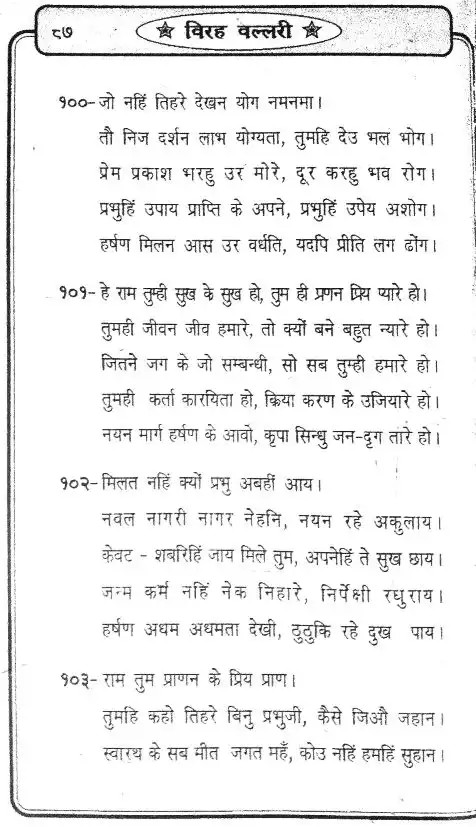 ८७
विरह वल्लरी
१००- जो नहिं तिहरे देखन योग नमनमा।
तौ निज दर्शन लाभ योग्यता, तुमहि देउ भल भोग।
प्रेम प्रकाश भरहु उर मोरे, दूर करहु भव रोग।
प्रभुहिं उपाय प्राप्ति के अपने, प्रभुहिं उपेय अशोग।
हर्षण मिलन आस उर वर्धति, यदपि प्रीति लग ढोंग।
१०१- हे राम तुम्ही सुख के सुख हो, तुम ही प्रणन प्रिय प्यारे हो।
तुमही जीवन जीव हमारे, तो क्यों बने बहुत न्यारे हो।
जितने जग के जो सम्बन्धी, सो सब तुम्ही हमारे हो।
तुमही कर्ता कारयिता हो, क्रिया करण के उजियारे हो।
नयन मार्ग हर्षण के आवो, कृपा सिन्धु जन-दृग तारे हो।
१०२- मिलत नहिं क्यों प्रभु अबहीं आय।
नवल नागरी नागर नेहनि, नयन रहे अकुलाय।
केवट - शबरिहिं जाय मिले तुम, अपनेहिं ते सुख छाय।
जन्म कर्म नहिं नेक निहारे, निर्पेक्षी रघुराय।
हर्षण अधम अधमता देखी, ठुठुकि रहे दुख पाय।
१०३- राम तुम प्राणन के प्रिय प्राण।
तुमहि कहो तिहरे बिनु प्रभुजी, कैसे जिऔ जहान।
स्वारथ के सब मीत जगत महँ, कोउ नहिं हमहिं सुहान।